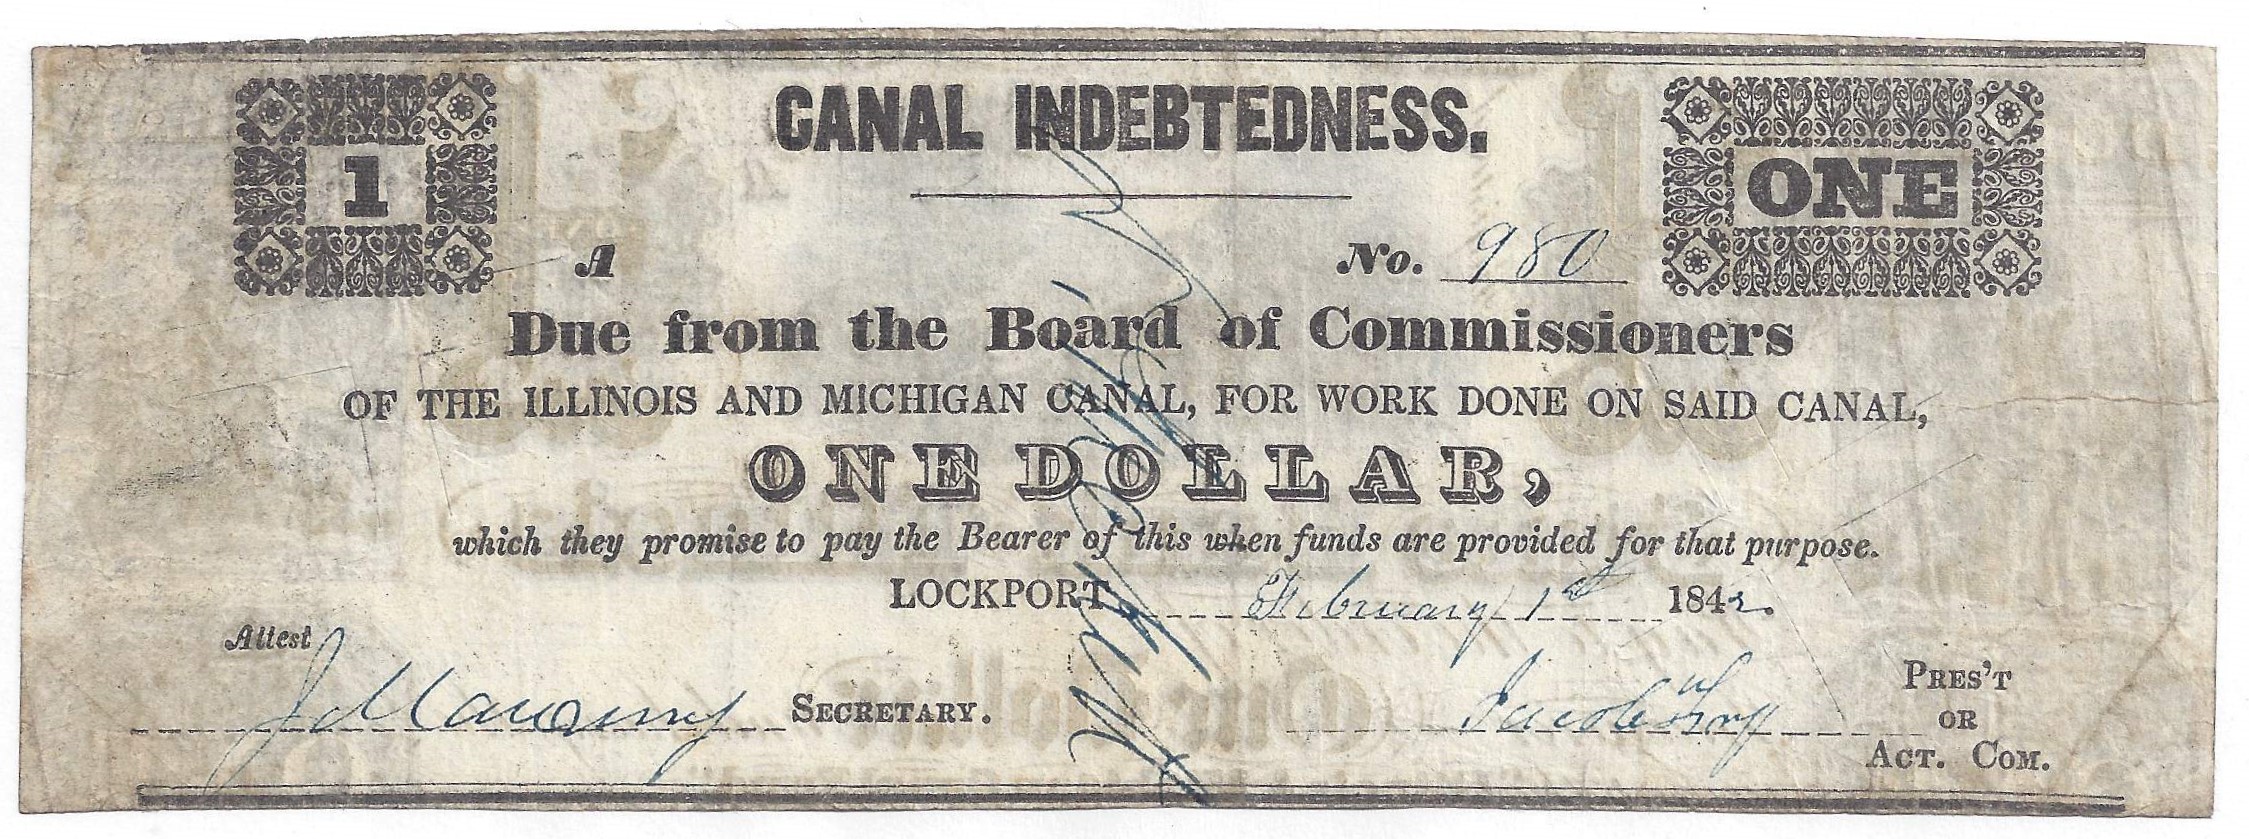 CANAL INDEBTEDNESS.
1
ONE
A No. 980
Due from the Board of Commissioners
OF THE ILLINOIS AND MICHIGAN CANAL, FOR WORK DONE ON SAID CANAL,
ONE DOLLAR,
which they promise to pay the Bearer of this when funds are provided for that purpose.
LOCKPORT February 1st 1842.
Attest
SECRETARY.
Jacob Fry
PRES'T
OR
ACT. COM.